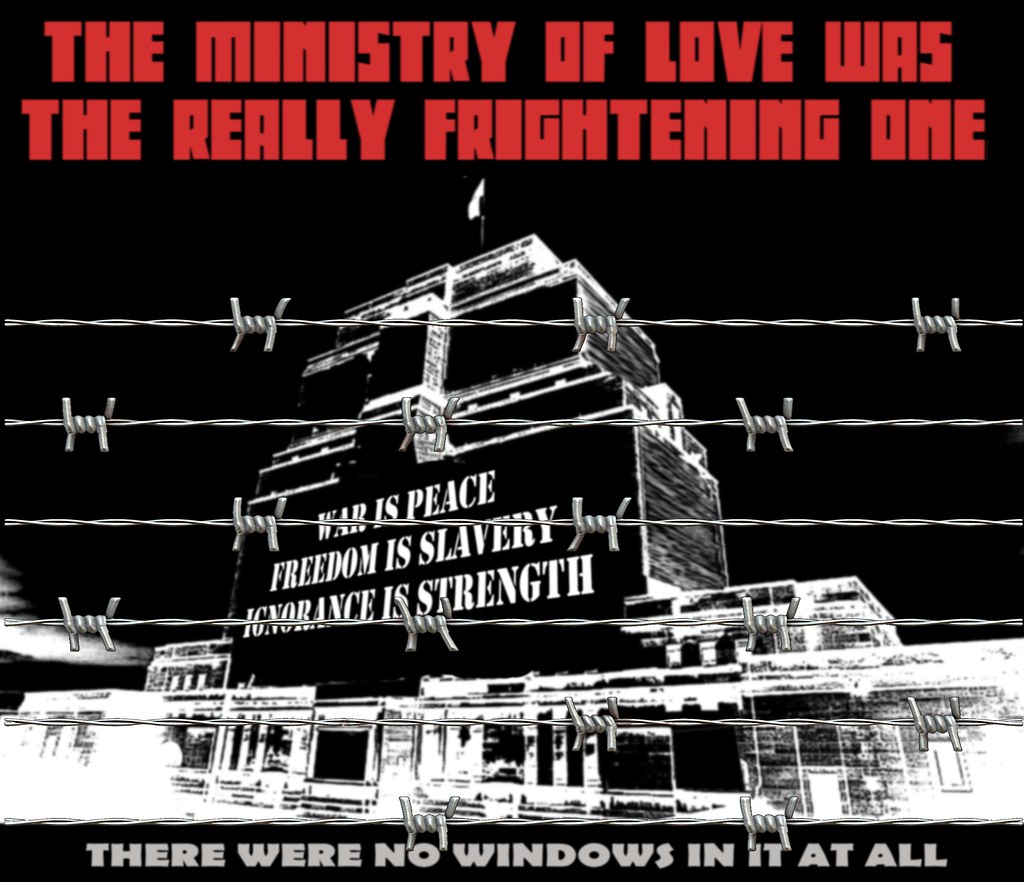 THE MINISTRY OF LOVE WAS
THE REALLY FRIGHTENING ONE
WAR IS PEACE
FREEDOM IS SLAVERY
IGNORANCE IS STRENGTH
THERE WERE NO WINDOWS IN IT AT ALL